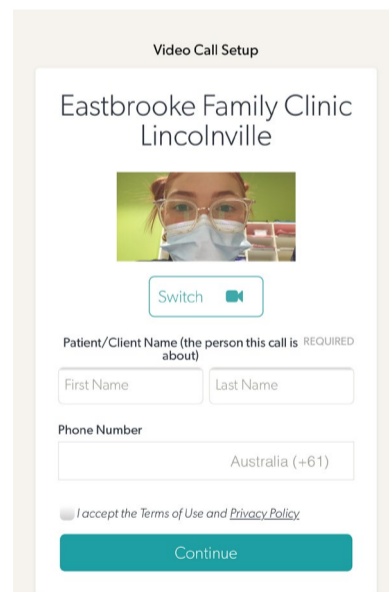 Video Call Setup
Eastbrooke Family Clinic
Lincolnville
Switch
Patient/Client Name (the person this call is REQUIRED
about)
First Name Last Name
Phone Number
Australia (+61)
I accept the Terms of Use and Privacy Policy
Continue